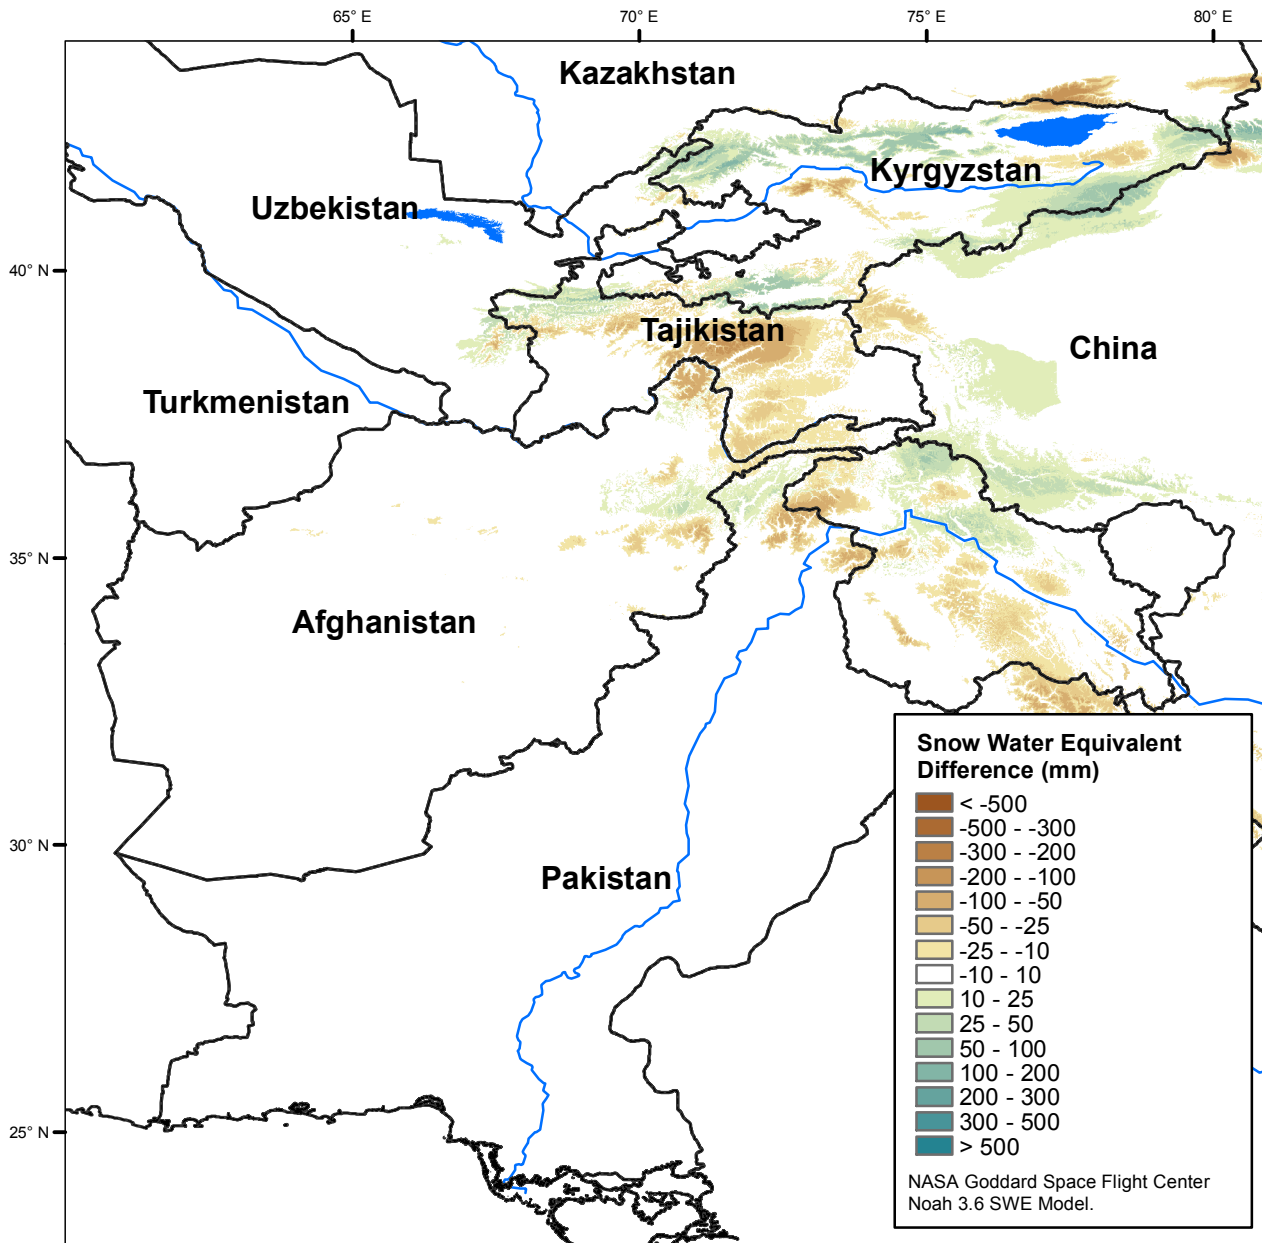 65° E
70° E
75° E
80° E
Kazakhstan
Kyrgyzstan
Uzbekistan
40° N
Tajikistan
China
Turkmenistan
35° N
Afghanistan
30° N
Pakistan
25° N
Snow Water Equivalent
Difference (mm)
< -500
-500 - -300
-300 - -200
-200 - -100
-100 - -50
-50 - -25
-25 - -10
-10 - 10
10 - 25
25 - 50
50 - 100
100 - 200
200 - 300
300 - 500
> 500
NASA Goddard Space Flight Center
Noah 3.6 SWE Model.